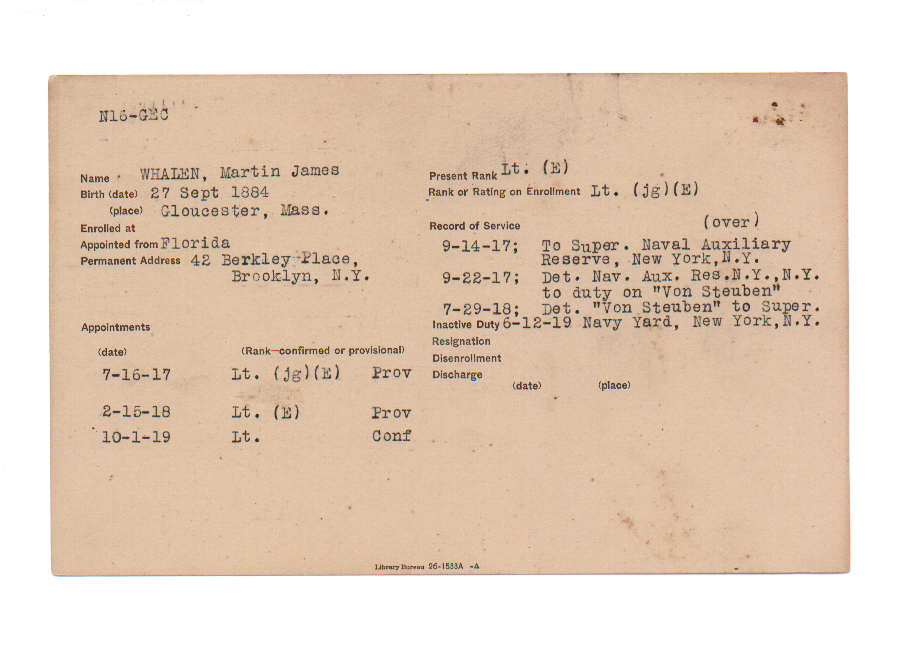 N16-GEC
Name WHALEN, Martin James
Birth (date) 27 Sept 1884
(place) Gloucester, Mass.
Enrolled at
Appointed from Florida
Permanent Address 42 Berkley Place,
Brooklyn, N.Y.
Appointments
(date) (Rank—confirmed or provisional)
7-16-17 Lt. (jg)(E) Prov
2-15-18 Lt. (E) Prov
10-1-19 Lt. Conf
Present Rank Lt. (E)
Rank or Rating on Enrollment Lt. (jg)(E)
(over)
Record of Service
9-14-17; To Super. Naval Auxiliary
Reserve, New York,N.Y.
9-22-17; Det. Nav. Aux. Res.N.Y.,N.Y.
to duty on "Von Steuben"
7-29-18; Det. "Von Steuben" to Super.
Inactive Duty 6-12-19 Navy Yard, New York,N.Y.
Resignation
Disenrollment
Discharge
(date) (place)
Library Bureau 26-1533A -A